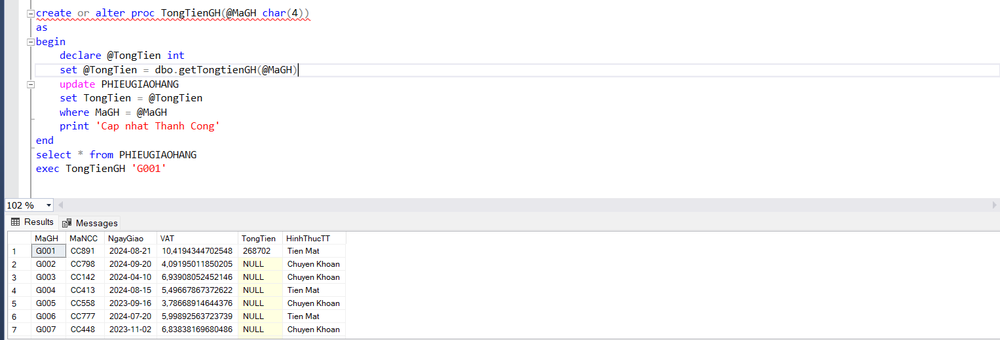 create or alter proc TongTienGH(@MaGH char(4))
as
begin
declare @TongTien int
set @TongTien = dbo.getTongtienGH(@MaGH)
update PHIEUGIAOHANG
set TongTien = @TongTien
where MaGH = @MaGH
print 'Cap nhat Thanh Cong'
end
select * from PHIEUGIAOHANG
exec TongTienGH 'G001'
102 %
Results Messages
MaGH MaNCC NgayGiao VAT TongTien HinhThucTT
1 G001 CC891 2024-08-21 10,4194344702548 268702 Tien Mat
2 G002 CC798 2024-09-20 4,09195011850205 NULL Chuyen Khoan
3 G003 CC142 2024-04-10 6,93908052452146 NULL Chuyen Khoan
4 G004 CC413 2024-08-15 5,49667867372622 NULL Tien Mat
5 G005 CC558 2023-09-16 3,78668914644376 NULL Chuyen Khoan
6 G006 CC777 2024-07-20 5,99892563723739 NULL Tien Mat
7 G007 CC448 2023-11-02 6,83838169680486 NULL Chuyen Khoan